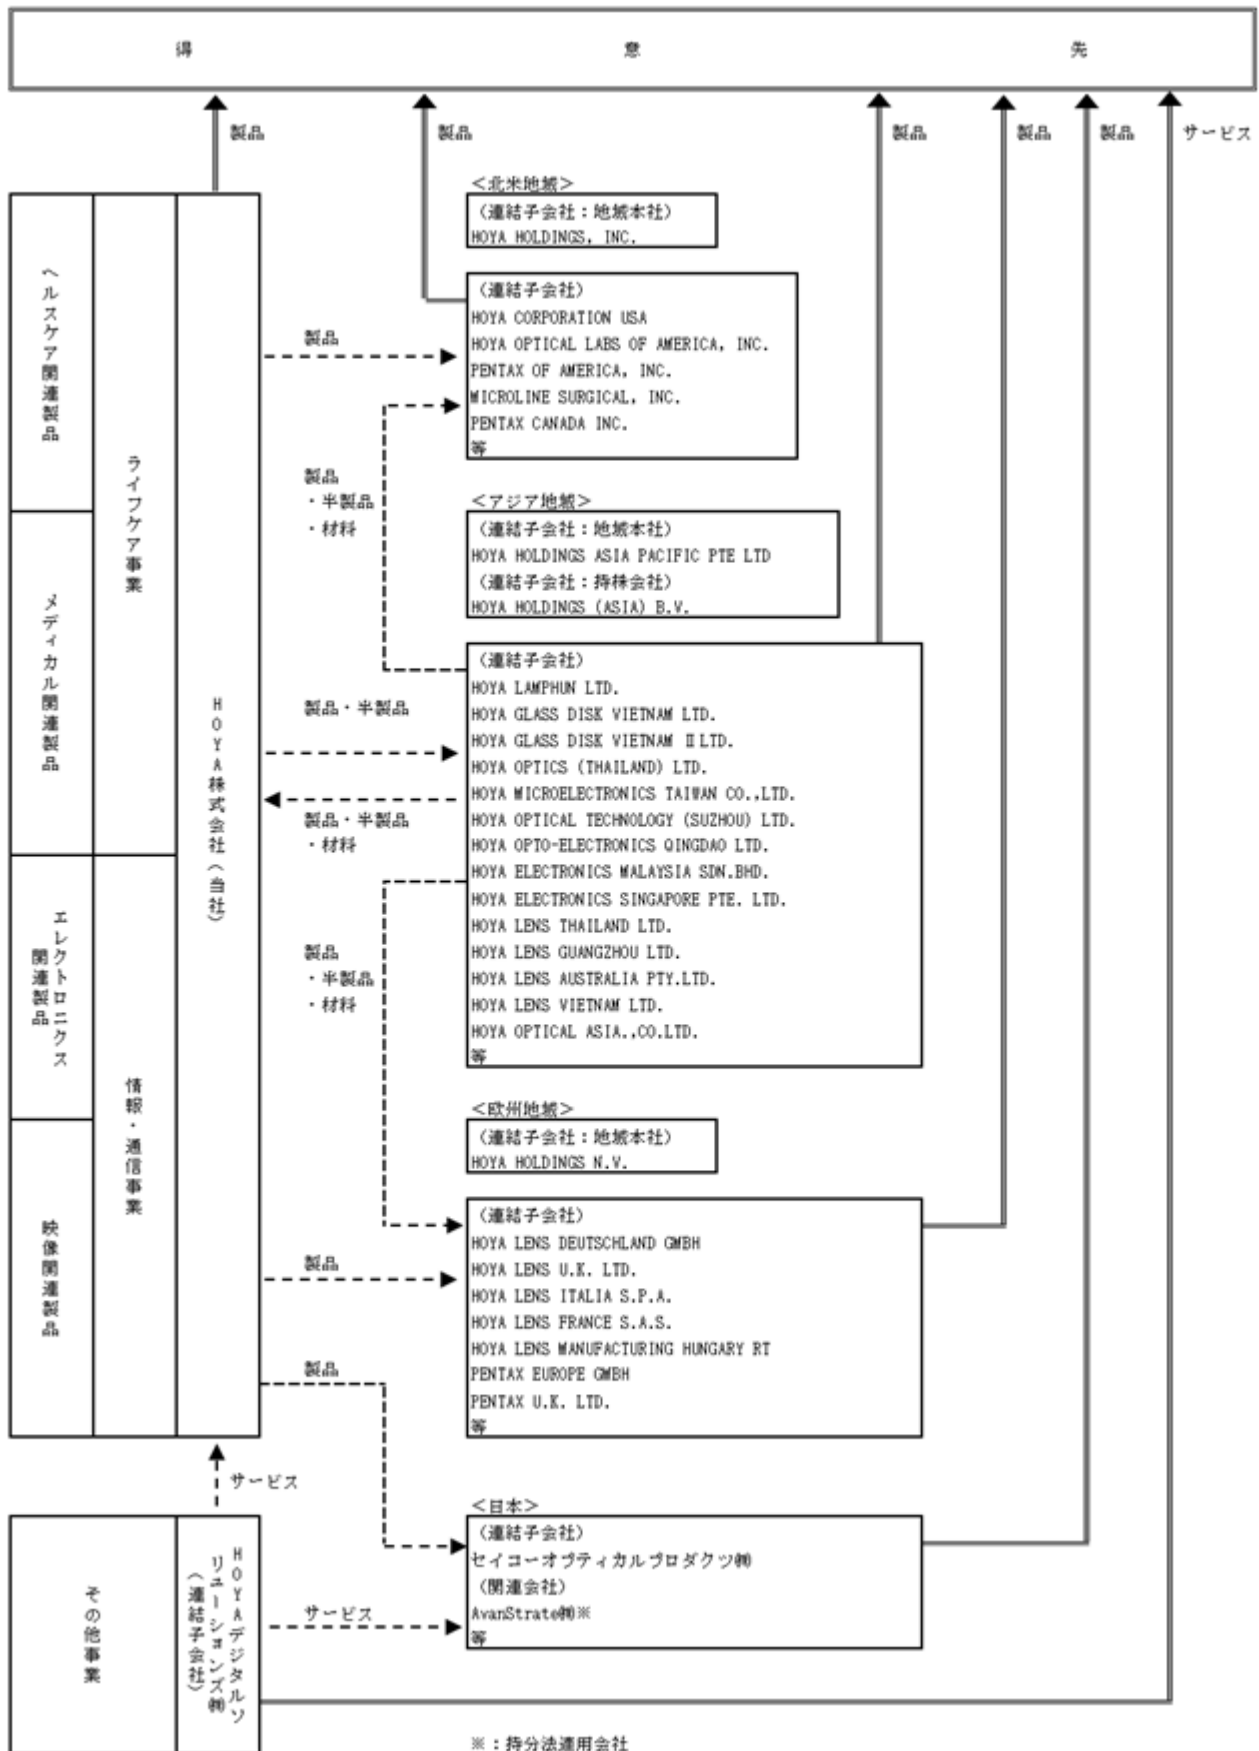 得意先
製品
製品
製品
製品
製品
サービス
ヘルスケア関連製品
メディカル関連製品
エレクトロニクス
関連製品
映像関連製品
ライフケア事業
情報・通信事業
HOYA株式会社(当社)
<北米地域>
(連結子会社:地域本社)
HOYA HOLDINGS, INC.
(連結子会社)
HOYA CORPORATION USA
HOYA OPTICAL LABS OF AMERICA, INC.
PENTAX OF AMERICA, INC.
MICROLINE SURGICAL, INC.
PENTAX CANADA INC.
等
製品
製品
・半製品
・材料
<アジア地域>
(連結子会社:地域本社)
HOYA HOLDINGS ASIA PACIFIC PTE LTD
(連結子会社:持株会社)
HOYA HOLDINGS (ASIA) B.V.
(連結子会社)
HOYA LAMPHUN LTD.
HOYA GLASS DISK VIETNAM LTD.
HOYA GLASS DISK VIETNAM Ⅱ LTD.
HOYA OPTICS (THAILAND) LTD.
HOYA MICROELECTRONICS TAIWAN CO.,LTD.
HOYA OPTICAL TECHNOLOGY (SUZHOU) LTD.
HOYA OPTO-ELECTRONICS QINGDAO LTD.
HOYA ELECTRONICS MALAYSIA SDN.BHD.
HOYA ELECTRONICS SINGAPORE PTE. LTD.
HOYA LENS THAILAND LTD.
HOYA LENS GUANGZHOU LTD.
HOYA LENS AUSTRALIA PTY.LTD.
HOYA LENS VIETNAM LTD.
HOYA OPTICAL ASIA.,CO.LTD.
等
製品・半製品
製品・半製品
・材料
製品
・半製品
・材料
<欧州地域>
(連結子会社:地域本社)
HOYA HOLDINGS N.V.
(連結子会社)
HOYA LENS DEUTSCHLAND GMBH
HOYA LENS U.K. LTD.
HOYA LENS ITALIA S.P.A.
HOYA LENS FRANCE S.A.S.
HOYA LENS MANUFACTURING HUNGARY RT
PENTAX EUROPE GMBH
PENTAX U.K. LTD.
等
製品
製品
サービス
<日本>
(連結子会社)
セイコーオプティカルプロダクツ㈱
(関連会社)
AvanStrate㈱※
等
その他事業
HOYAデジタルソ
リューションズ㈱
(連結子会社)
サービス
※:持分法適用会社